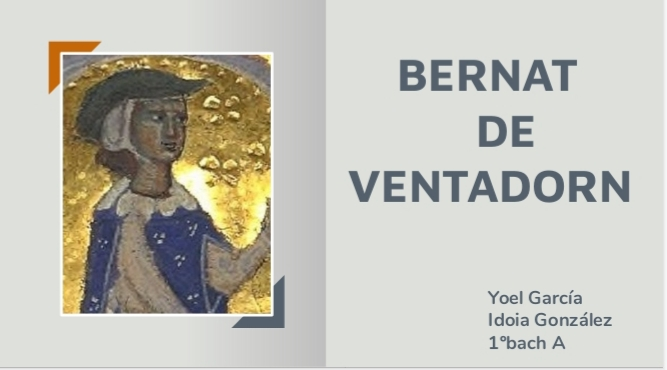 BERNAT
DE
VENTADORN
Yoel García
Idoia González
1ºbach A